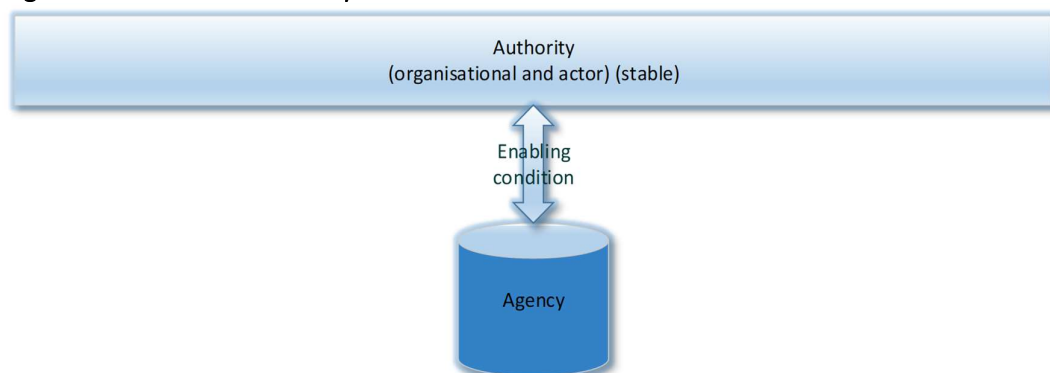 Authority
(organisational and actor) (stable)
Enabling
condition
Agency